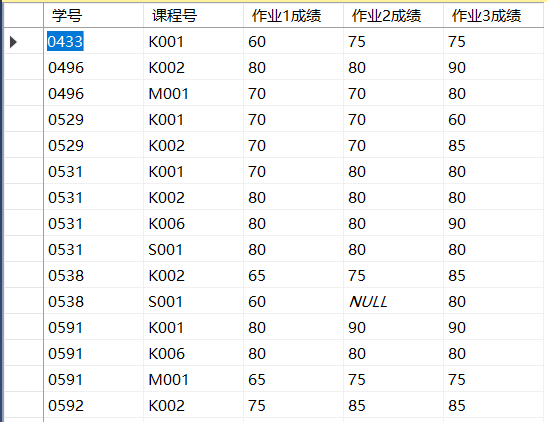 学号 课程号 作业1成绩 作业2成绩 作业3成绩
0433 K001 60 75 75
0496 K002 80 80 90
0496 M001 70 70 80
0529 K001 70 70 60
0529 K002 70 70 85
0531 K001 70 80 80
0531 K002 80 80 80
0531 K006 80 80 90
0531 S001 80 80 80
0538 K002 65 75 85
0538 S001 60 NULL 80
0591 K001 80 90 90
0591 K006 80 80 80
0591 M001 65 75 75
0592 K002 75 85 85